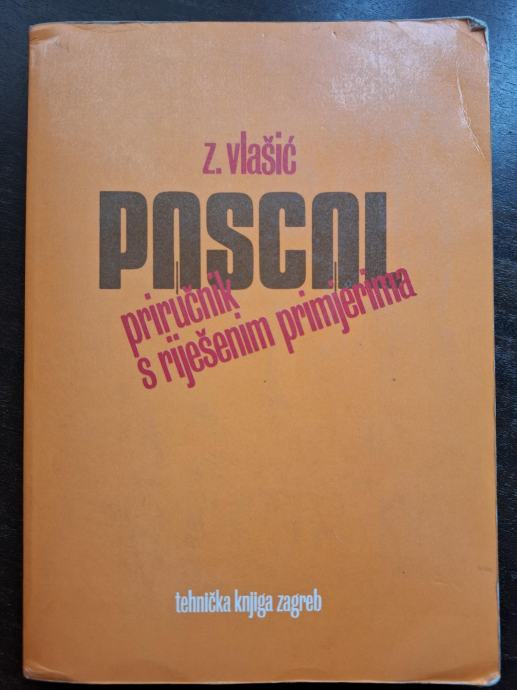 z. vlašić
PASCAL
priručnik
s riješenim primjerima
tehnička knjiga zagreb